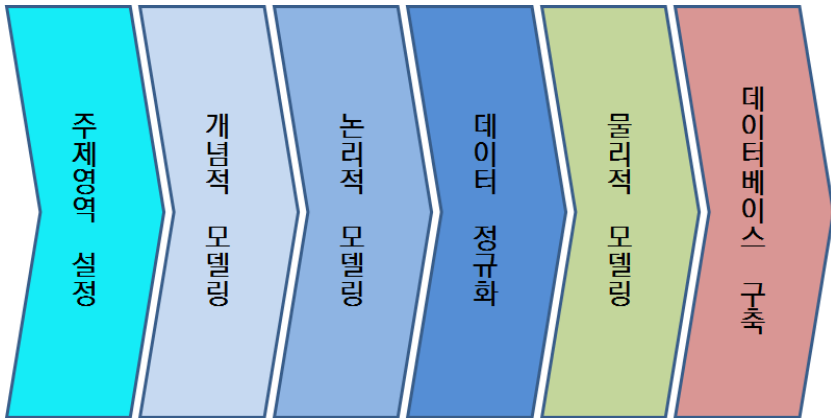 주제영역 설정
개념적 모델링
논리적 모델링
데이터 정규화
물리적 모델링
데이터베이스 구축